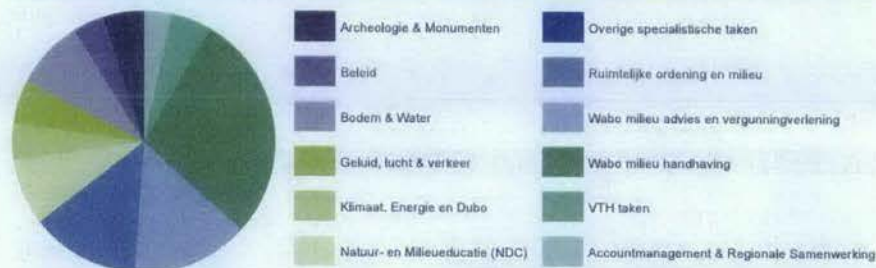 Archeologie & Monumenten
Beleid
Bodem & Water
Geluid, lucht & verkeer
Klimaat, Energie en Dubo
Natuur- en Milieueducatie (NDC)
Overige specialistische taken
Ruimtelijke ordening en milieu
Wabo milieu advies en vergunningverlening
Wabo milieu handhaving
VTH taken
Accountmanagement & Regionale Samenwerking